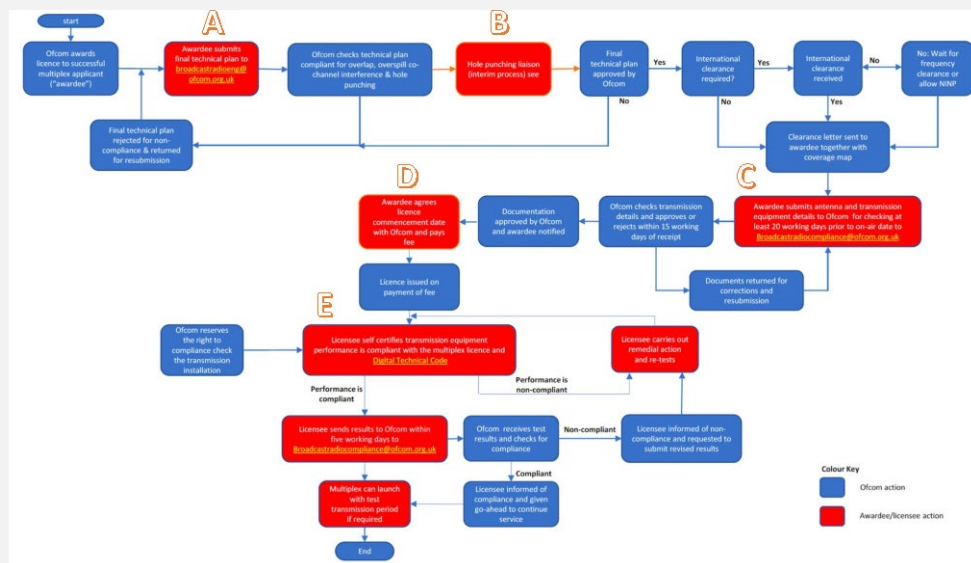 start
A
B
Ofcom awards
licence to successful
multiplex applicant
("awardee")
Awardee submits
final technical plan to
broadcastradioeng@
ofcom.org.uk
Ofcom checks technical plan
compliant for overlap, overspill co-
channel interference & hole
punching
Hole punching liaison
(interim process) see
Final
technical plan
approved by
Ofcom
Yes
International
clearance
required?
Yes
International
clearance
received
No
No: Wait for
frequency
clearance or
allow NINP
No
No
Yes
Final technical plan
rejected for non-
compliance & returned
for resubmission
Clearance letter sent to
awardee together with
coverage map
D
C
Awardee agrees
licence
commencement date
with Ofcom and pays
fee
Documentation
approved by Ofcom
and awardee notified
Ofcom checks transmission
details and approves or
rejects within 15 working
days of receipt
Awardee submits antenna and transmission
equipment details to Ofcom for checking at
least 20 working days prior to on-air date to
Broadcastradiocompliance@ofcom.org.uk
Licence issued on
payment of fee
Documents returned for
corrections and
resubmission
E
Ofcom reserves
the right to
compliance check
the transmission
installation
Licensee self certifies transmission equipment
performance is compliant with the multiplex licence and
Digital Technical Code
Licensee carries out
remedial action
and re-tests
Performance is
compliant
Performance is
non-compliant
Licensee sends results to Ofcom within
five working days to
Broadcastradiocompliance@ofcom.org.uk
Ofcom receives test
results and checks for
compliance
Non-compliant
Licensee informed of non-
compliance and requested to
submit revised results
Compliant
Multiplex can launch
with test
transmission period
if required
Licensee informed of
compliance and given
go-ahead to continue
service
End
Colour Key
Ofcom action
Awardee/licensee action